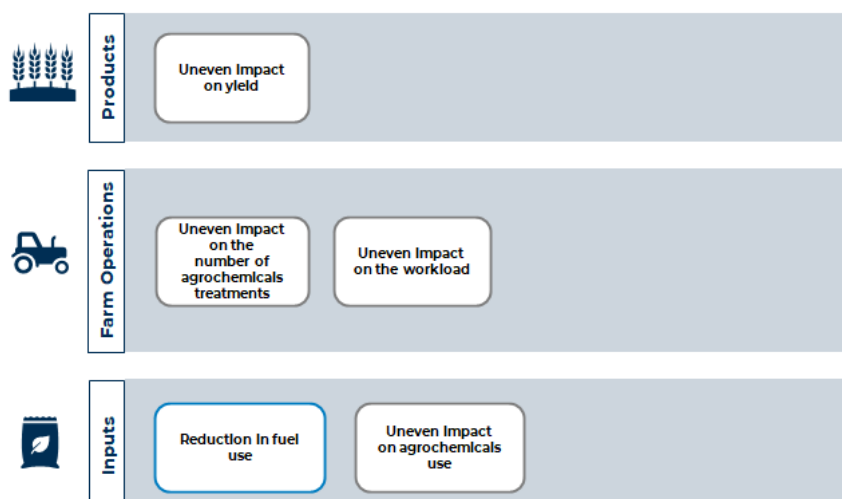 Products
Uneven Impact
on yield
Farm Operations
Uneven Impact
on the
number of
agrochemicals
treatments
Uneven Impact
on the workload
Inputs
Reduction in fuel
use
Uneven Impact
on agrochemicals
use